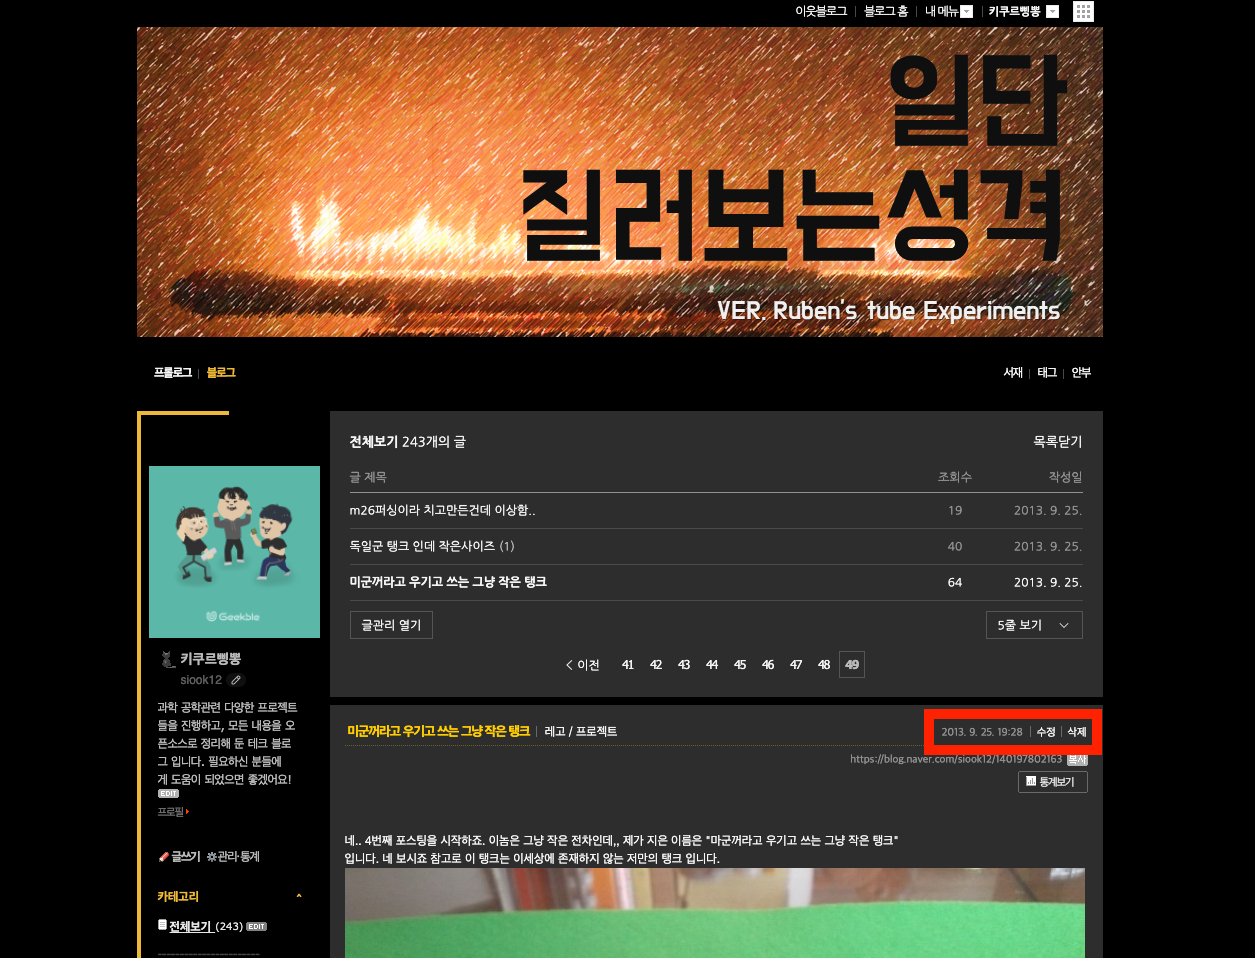 이웃블로그 | 블로그 홈 | 내 메뉴 | 키쿠르삥뽕
일단
질러보는성격
VER. Ruben's tube Experiments
프롤로그 | 블로그
서재 | 태그 | 안부
전체보기 243개의 글 목록닫기
글 제목 조회수 작성일
m26퍼싱이라 치고만든건데 이상함.. 19 2013. 9. 25.
독일군 탱크 인데 작은사이즈 (1) 40 2013. 9. 25.
미군꺼라고 우기고 쓰는 그냥 작은 탱크 64 2013. 9. 25.
글관리 열기 5줄 보기
< 이전 41 42 43 44 45 46 47 48 49
Geekble
키쿠르삥뽕
siook12
과학 공학관련 다양한 프로젝트
들을 진행하고, 모든 내용을 오
픈소스로 정리해 둔 테크 블로
그 입니다. 필요하신 분들에
게 도움이 되었으면 좋겠어요!
EDIT
프로필
글쓰기 관리·통계
카테고리
전체보기 (243) EDIT
미군꺼라고 우기고 쓰는 그냥 작은 탱크 | 레고 / 프로젝트
2013. 9. 25. 19:28 | 수정 | 삭제
https://blog.naver.com/siook12/140197802163 복사
통계보기
네.. 4번째 포스팅을 시작하죠. 이놈은 그냥 작은 전차인데,, 제가 지은 이름은 "미군꺼라고 우기고 쓰는 그냥 작은 탱크"
입니다. 네 보시죠 참고로 이 탱크는 이세상에 존재하지 않는 저만의 탱크 입니다.